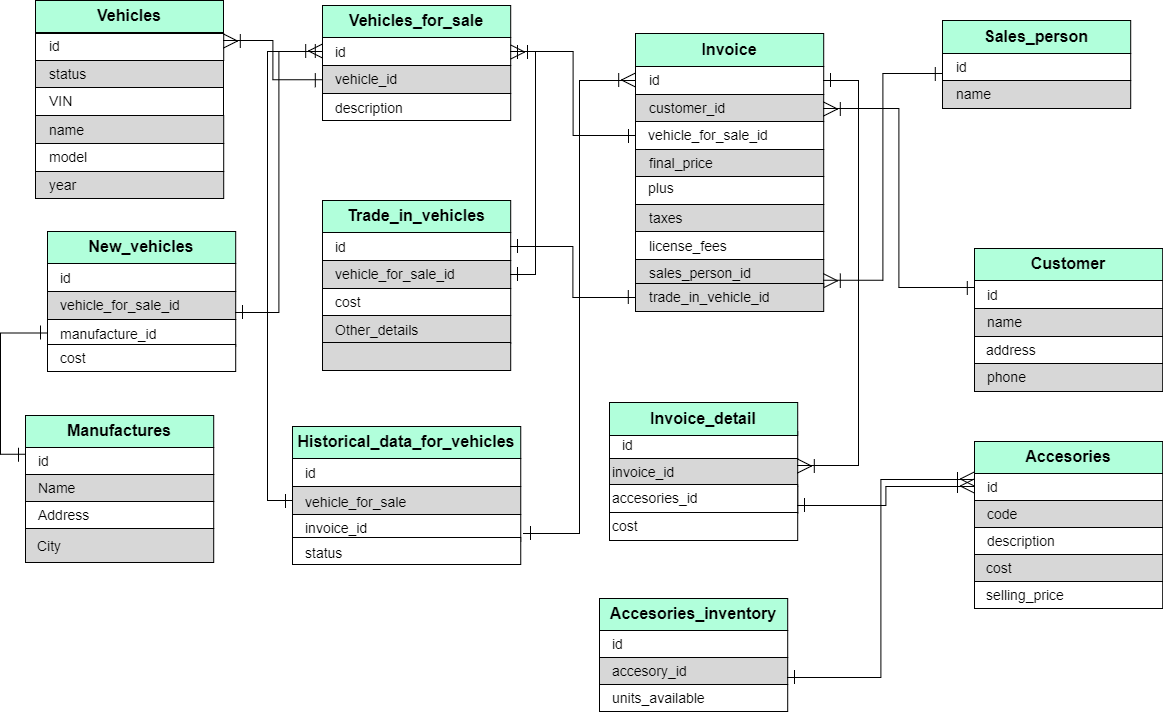 Vehicles
id
status
VIN
name
model
year
Vehicles_for_sale
id
vehicle_id
description
Invoice
id
customer_id
vehicle_for_sale_id
final_price
plus
taxes
license_fees
sales_person_id
trade_in_vehicle_id
Sales_person
id
name
New_vehicles
id
vehicle_for_sale_id
manufacture_id
cost
Trade_in_vehicles
id
vehicle_for_sale_id
cost
Other_details
Customer
id
name
address
phone
Manufactures
id
Name
Address
City
Historical_data_for_vehicles
id
vehicle_for_sale
invoice_id
status
Invoice_detail
id
invoice_id
accesories_id
cost
Accesories
id
code
description
cost
selling_price
Accesories_inventory
id
accesory_id
units_available